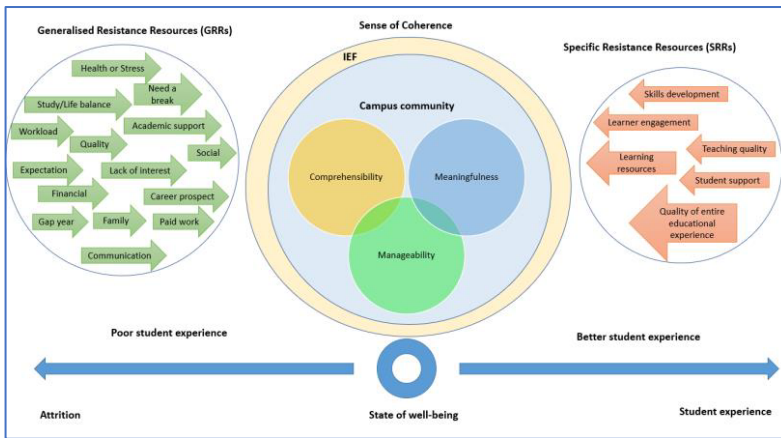 Sense of Coherence
Generalised Resistance Resources (GRRs)
IEF
Specific Resistance Resources (SRRs)
Health or Stress
Need a
break
Study/Life balance
Workload
Academic support
Quality
Social
Expectation
Lack of interest
Financial
Career prospect
Gap year
Family
Paid work
Communication
Campus community
Comprehensibility
Meaningfulness
Manageability
Skills development
Learner engagement
Teaching quality
Learning
resources
Student support
Quality of entire
educational
experience
Poor student experience
Better student experience
Attrition
State of well-being
Student experience